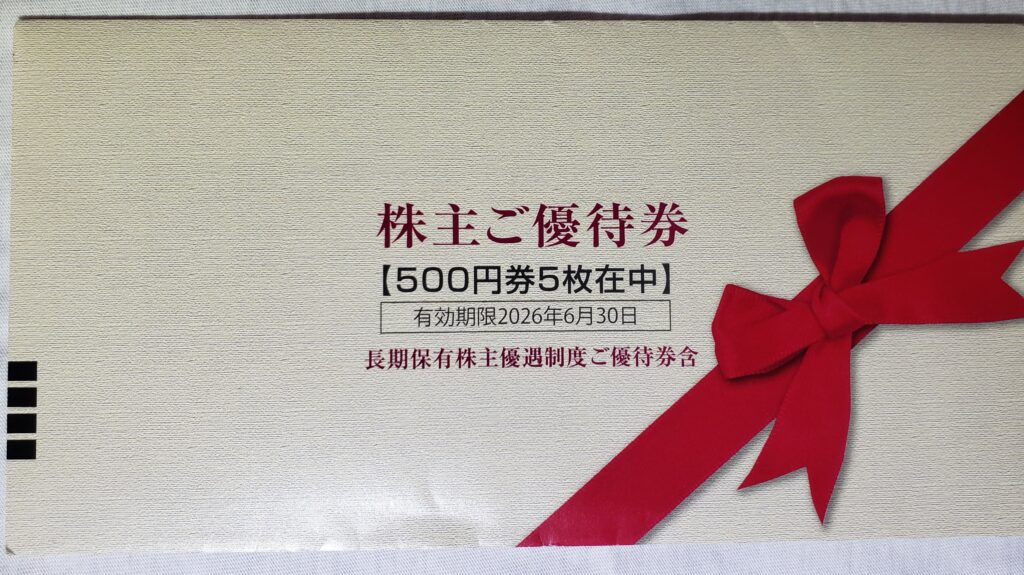 株主ご優待券
【500円券5枚在中】
有効期限2026年6月30日
長期保有株主優遇制度ご優待券含